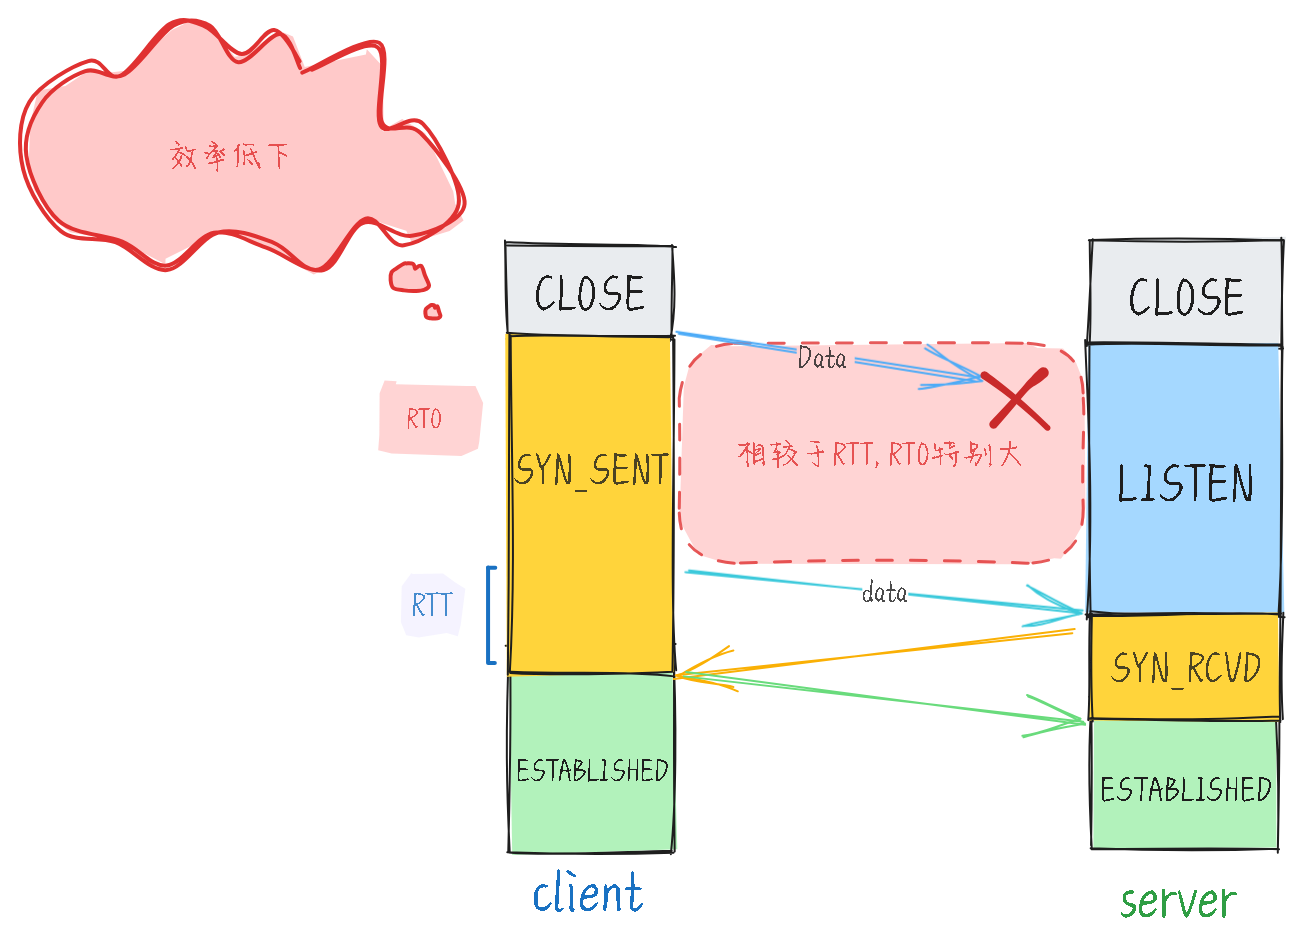 效率低下
CLOSE
CLOSE
Data
RTO
相较于RTT, RTO特别大
SYN_SENT
LISTEN
data
RTT
SYN_RCVD
ESTABLISHED
ESTABLISHED
client
server